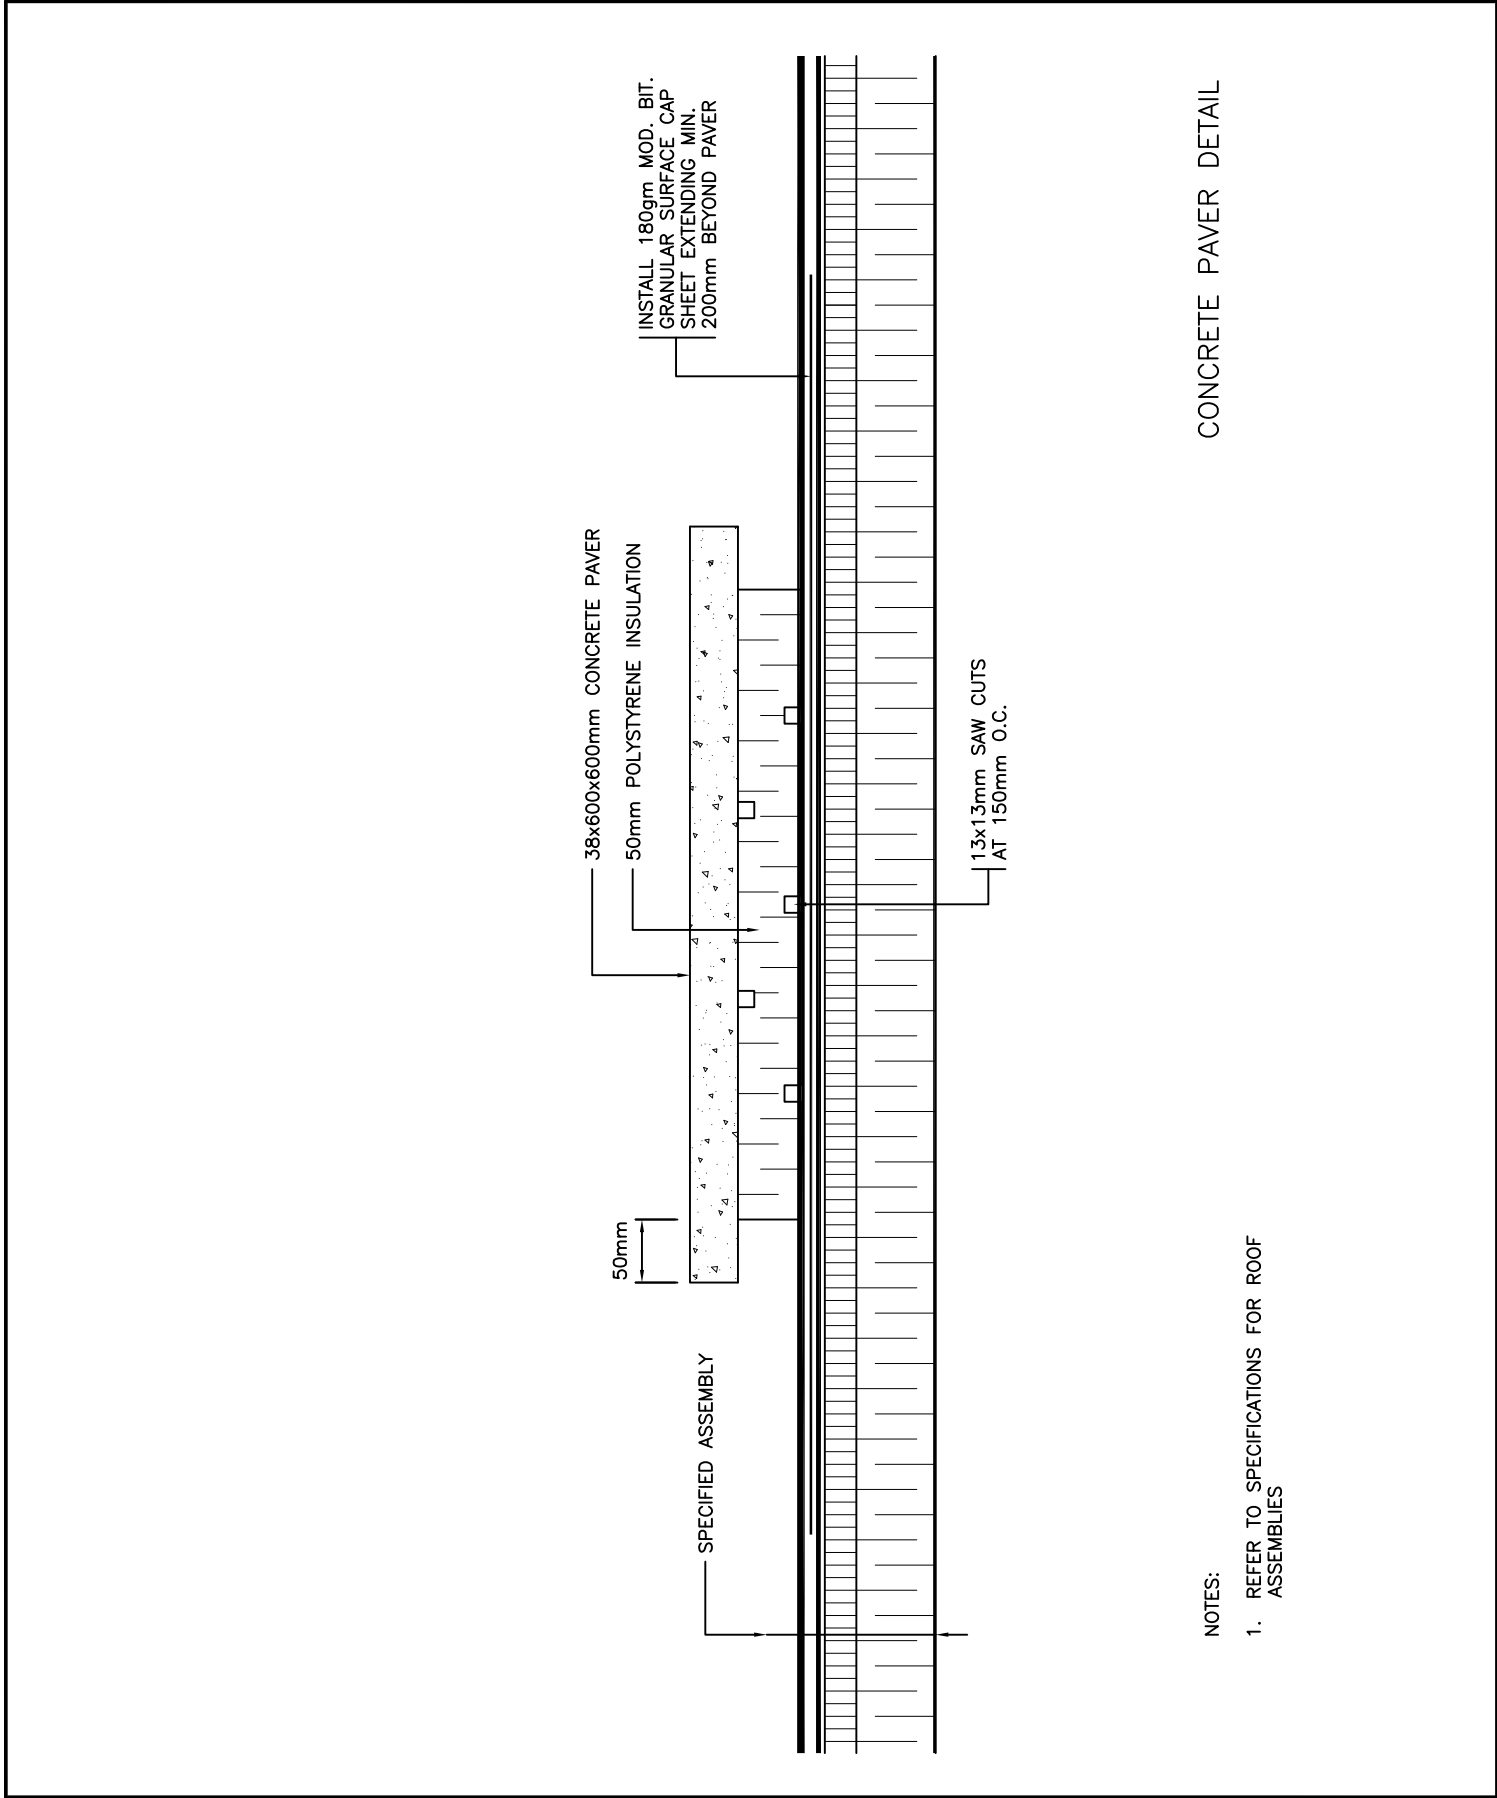 38x600x600mm CONCRETE PAVER
50mm POLYSTYRENE INSULATION
INSTALL 180gm MOD. BIT.
GRANULAR SURFACE CAP
SHEET EXTENDING MIN.
200mm BEYOND PAVER
50mm
SPECIFIED ASSEMBLY
13x13mm SAW CUTS
AT 150mm O.C.
NOTES:
1. REFER TO SPECIFICATIONS FOR ROOF
ASSEMBLIES
CONCRETE PAVER DETAIL